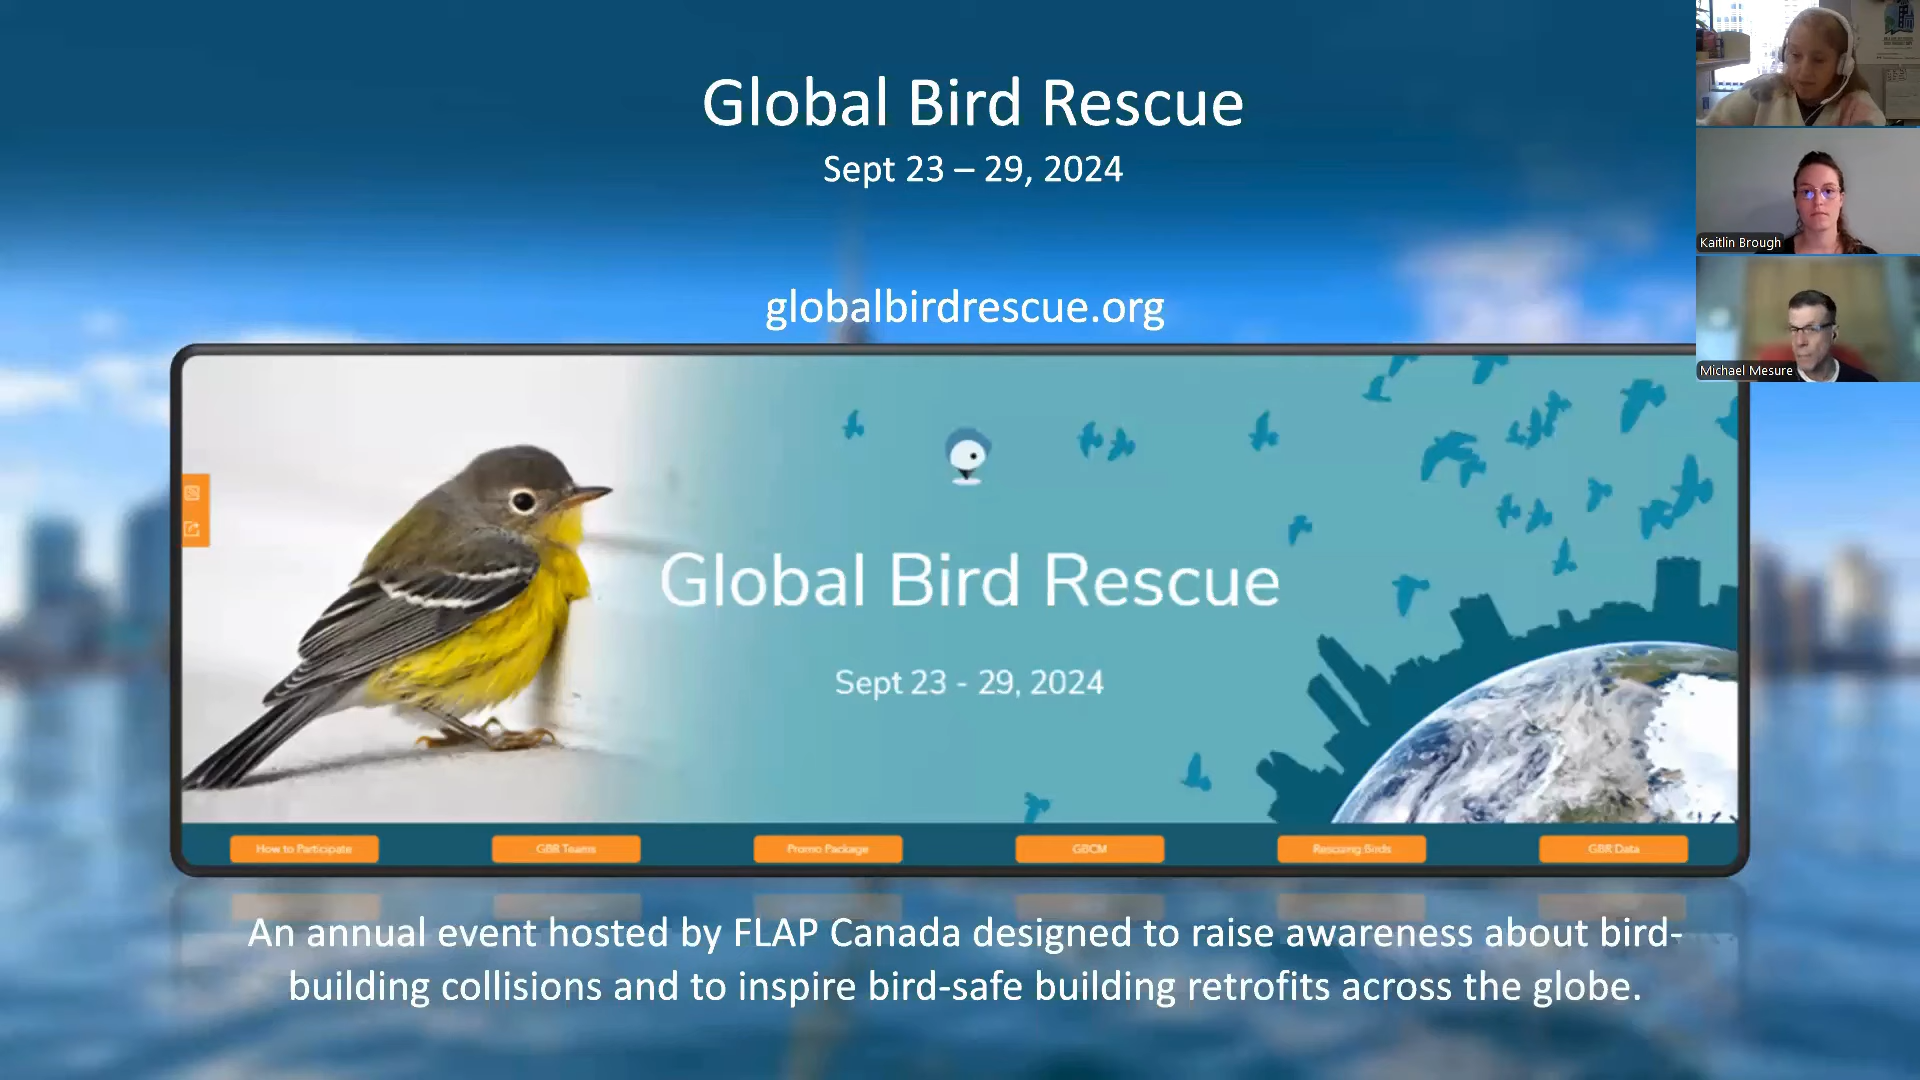 Global Bird Rescue
Sept 23 – 29, 2024
globalbirdrescue.org
Global Bird Rescue
Sept 23 - 29, 2024
How to Participate
GBR Teams
Promo Package
GBCM
Rescuing Birds
GBR Data
An annual event hosted by FLAP Canada designed to raise awareness about bird-
building collisions and to inspire bird-safe building retrofits across the globe.
Kaitlin Brough
Michael Mesure